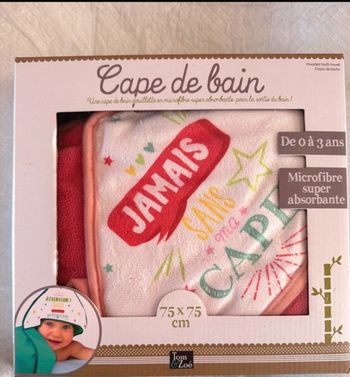 Hooded bath towel
Capa de baño
Cape de bain
Une cape de bain douillette en microfibre super absorbante pour la sortie du bain !
De 0 à 3 ans
Microfibre
super
absorbante
JAMAIS
SANS
ma
CAPE
ATTENTION !
75 x 75
cm
Tom
& Zoé